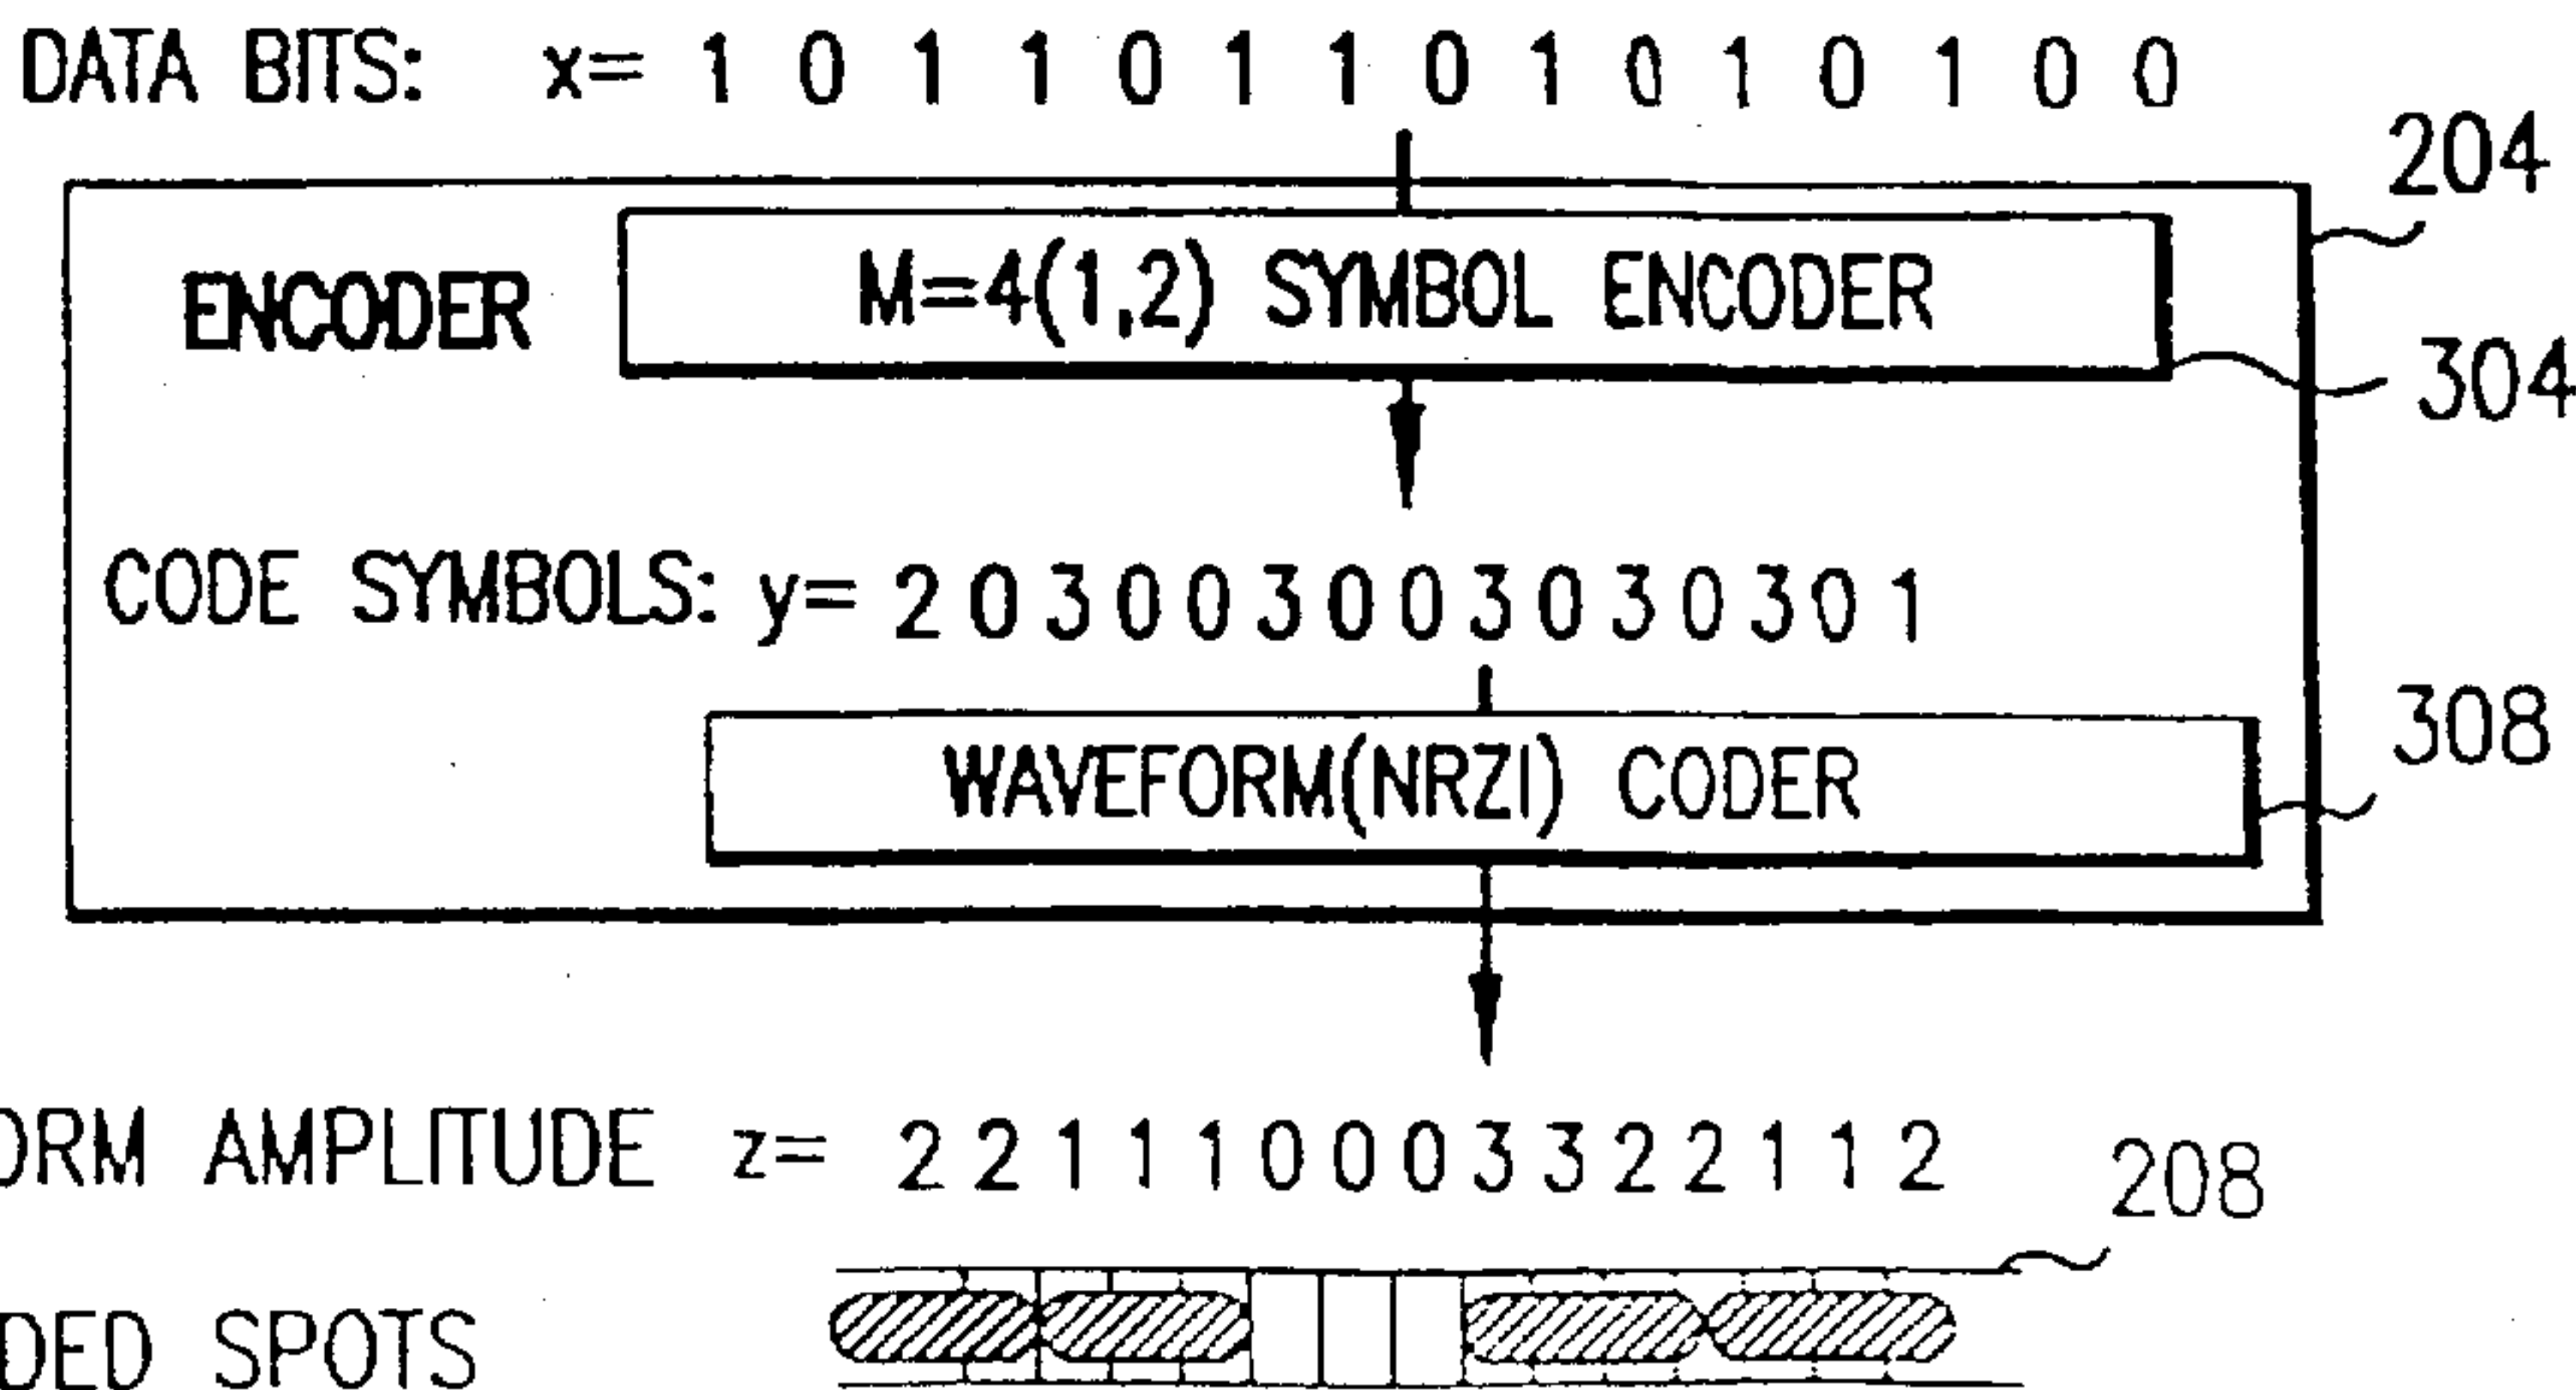 DATA BITS: x= 1 0 1 1 0 1 1 0 1 0 1 0 1 0 0
204
ENCODER M=4(1,2) SYMBOL ENCODER
304
CODE SYMBOLS: y= 2 0 3 0 0 3 0 0 3 0 3 0 3 0 1
308
WAVEFORM(NRZI) CODER
AMPLITUDE z= 2 2 1 1 1 0 0 0 3 3 2 2 1 1 2
208
SPOTS